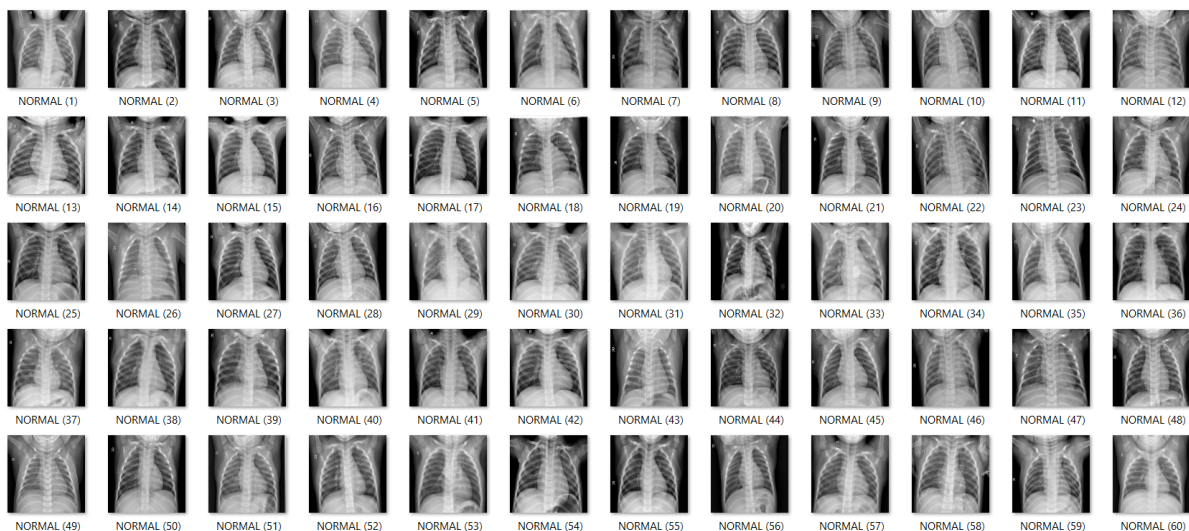 NORMAL (1) NORMAL (2) NORMAL (3) NORMAL (4) NORMAL (5) NORMAL (6) NORMAL (7) NORMAL (8) NORMAL (9) NORMAL (10) NORMAL (11) NORMAL (12)
NORMAL (13) NORMAL (14) NORMAL (15) NORMAL (16) NORMAL (17) NORMAL (18) NORMAL (19) NORMAL (20) NORMAL (21) NORMAL (22) NORMAL (23) NORMAL (24)
NORMAL (25) NORMAL (26) NORMAL (27) NORMAL (28) NORMAL (29) NORMAL (30) NORMAL (31) NORMAL (32) NORMAL (33) NORMAL (34) NORMAL (35) NORMAL (36)
NORMAL (37) NORMAL (38) NORMAL (39) NORMAL (40) NORMAL (41) NORMAL (42) NORMAL (43) NORMAL (44) NORMAL (45) NORMAL (46) NORMAL (47) NORMAL (48)
NORMAL (49) NORMAL (50) NORMAL (51) NORMAL (52) NORMAL (53) NORMAL (54) NORMAL (55) NORMAL (56) NORMAL (57) NORMAL (58) NORMAL (59) NORMAL (60)